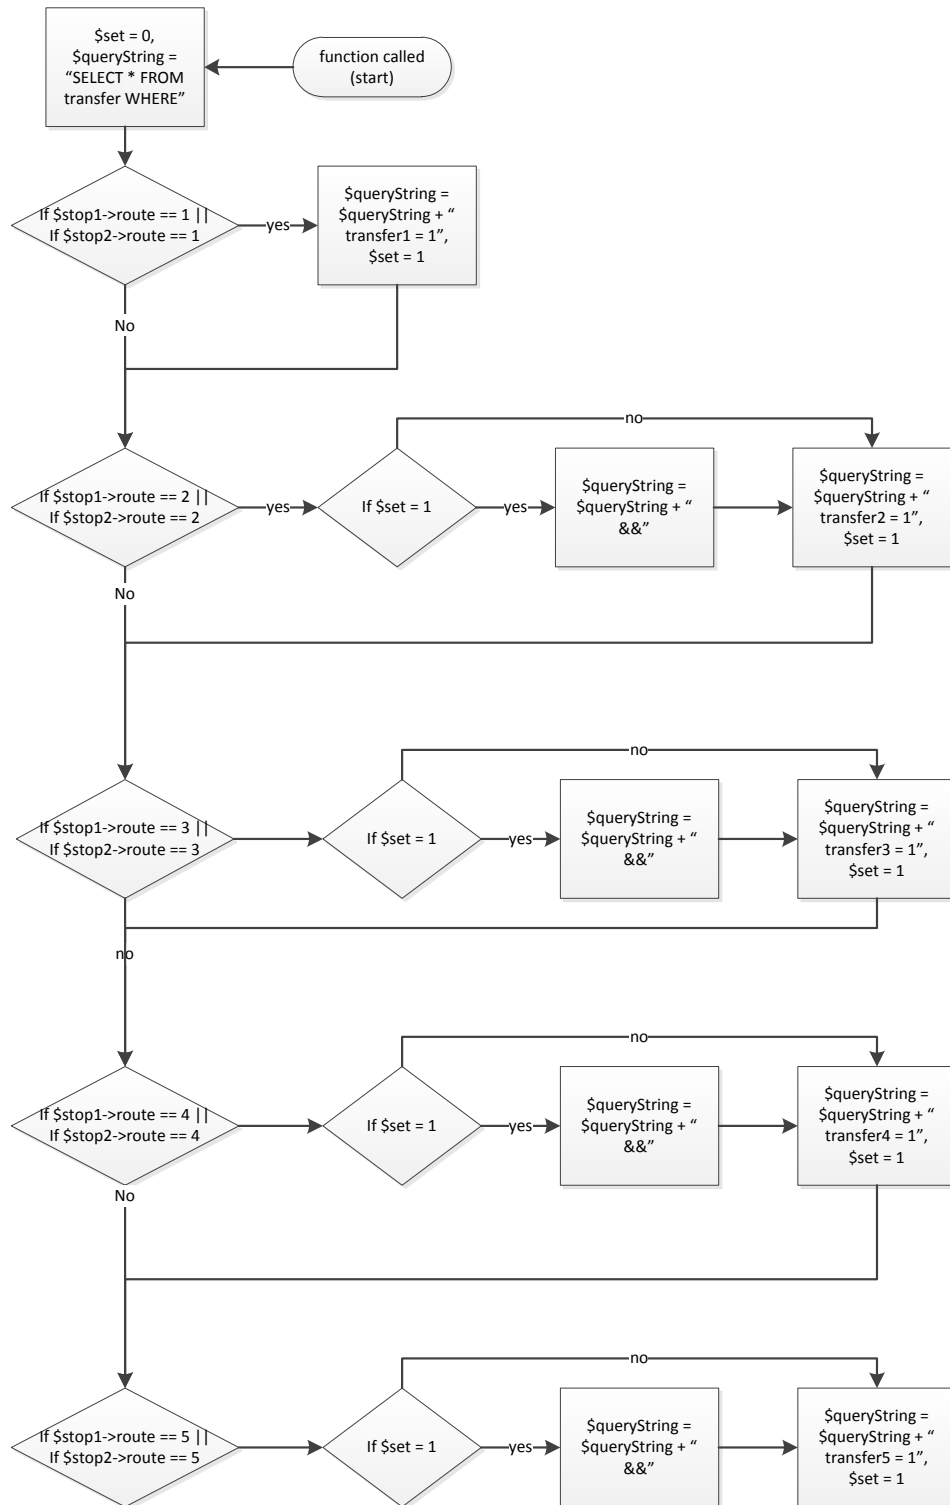 $set = 0,
$queryString =
“SELECT * FROM
transfer WHERE”
function called
(start)
If $stop1->route == 1 ||
If $stop2->route == 1
yes
$queryString =
$queryString + “
transfer1 = 1”,
$set = 1
No
no
If $stop1->route == 2 ||
If $stop2->route == 2
yes
If $set = 1
yes
$queryString =
$queryString + “
&&”
$queryString =
$queryString + “
transfer2 = 1”,
$set = 1
No
no
If $stop1->route == 3 ||
If $stop2->route == 3
If $set = 1
yes
$queryString =
$queryString + “
&&”
$queryString =
$queryString + “
transfer3 = 1”,
$set = 1
no
no
If $stop1->route == 4 ||
If $stop2->route == 4
If $set = 1
yes
$queryString =
$queryString + “
&&”
$queryString =
$queryString + “
transfer4 = 1”,
$set = 1
No
no
If $stop1->route == 5 ||
If $stop2->route == 5
If $set = 1
yes
$queryString =
$queryString + “
&&”
$queryString =
$queryString + “
transfer5 = 1”,
$set = 1